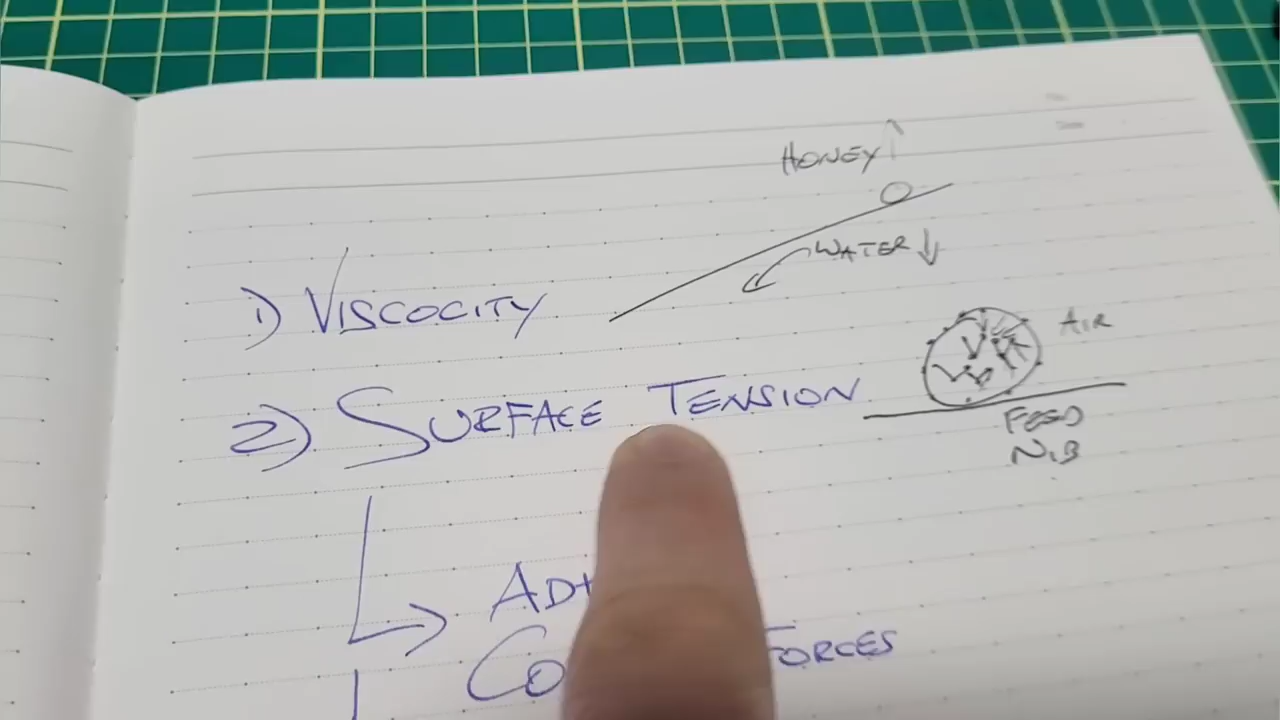 HONEY ↑
WATER ↓
1) VISCOCITY
AIR
2) SURFACE TENSION
FEED
NIB
FORCES